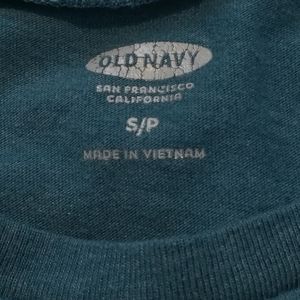 OLD NAVY
SAN FRANCISCO
CALIFORNIA
S/P
MADE IN VIETNAM